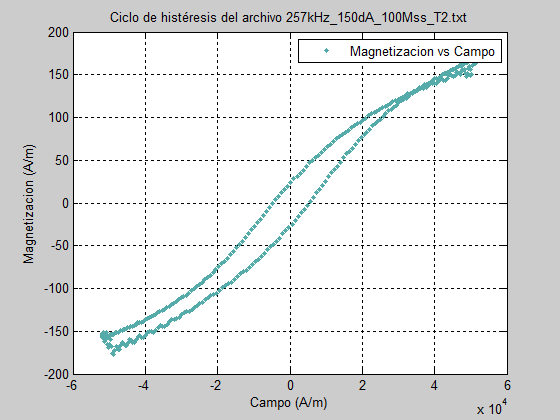 Ciclo de histéresis del archivo 257kHz_150dA_100Mss_T2.txt
Magnetizacion vs Campo
Magnetizacion (A/m)
200
150
100
50
0
-50
-100
-150
-200
-6 -4 -2 0 2 4 6
Campo (A/m)
x 10^4